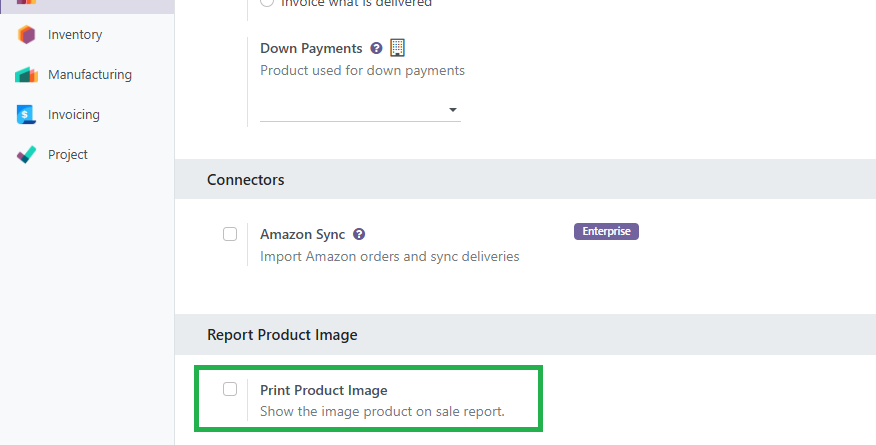 Invoice what is delivered
Inventory
Down Payments ?
Product used for down payments
Manufacturing
Invoicing
Project
Connectors
Amazon Sync ?
Enterprise
Import Amazon orders and sync deliveries
Report Product Image
Print Product Image
Show the image product on sale report.